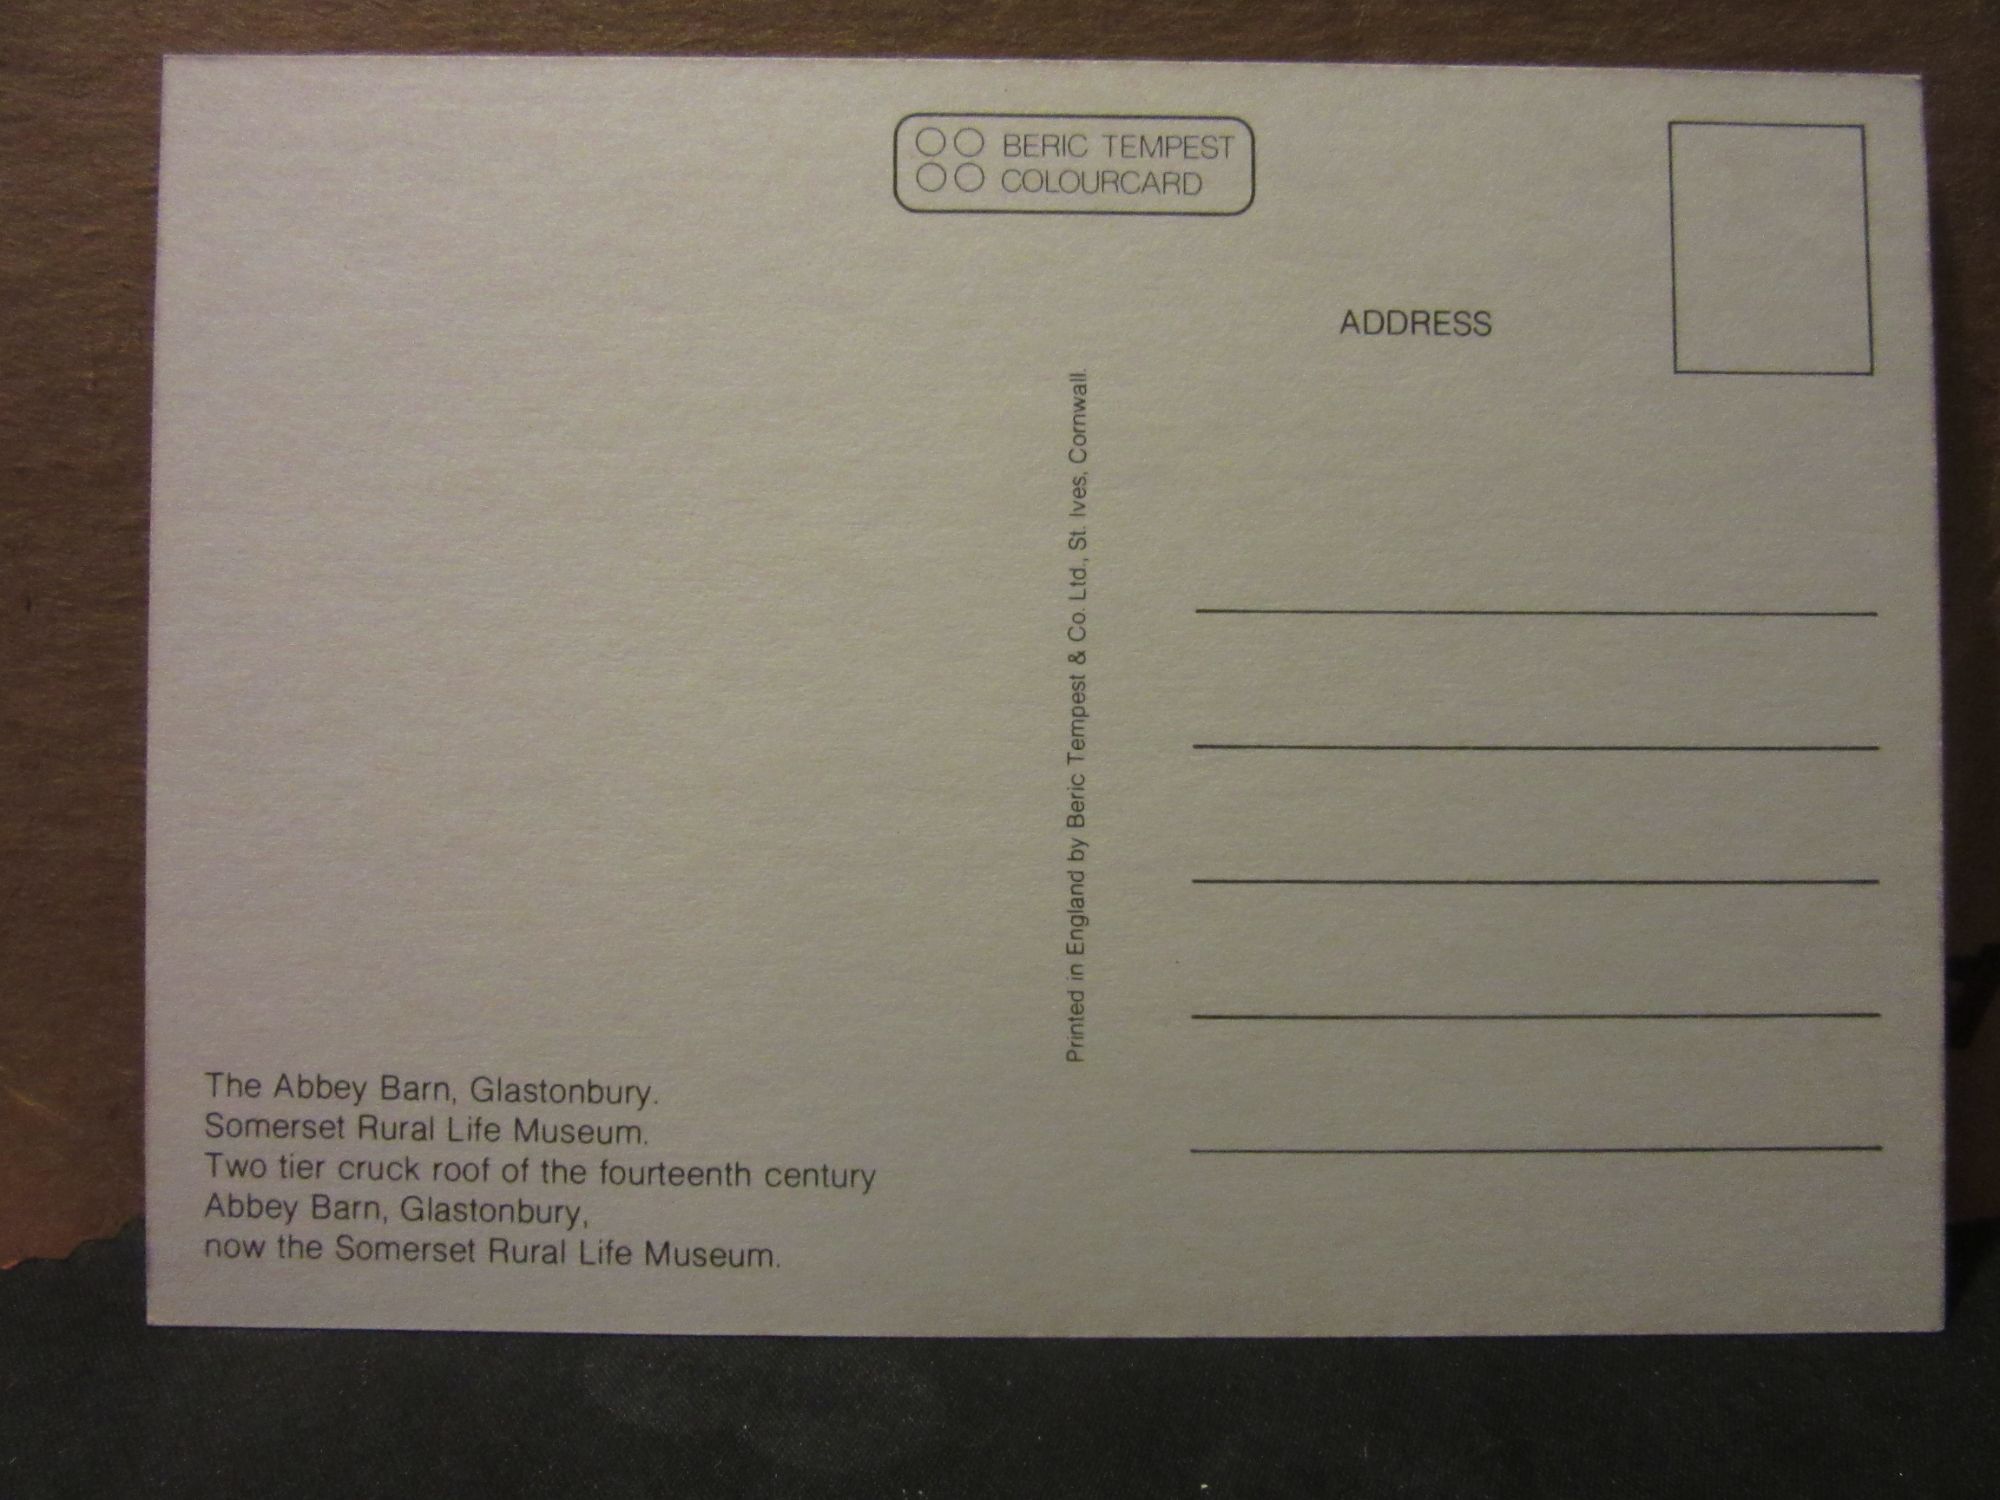 BERIC TEMPEST
COLOURCARD
ADDRESS
Printed in England by Beric Tempest & Co. Ltd., St. Ives, Cornwall.
The Abbey Barn, Glastonbury.
Somerset Rural Life Museum.
Two tier cruck roof of the fourteenth century
Abbey Barn, Glastonbury,
now the Somerset Rural Life Museum.